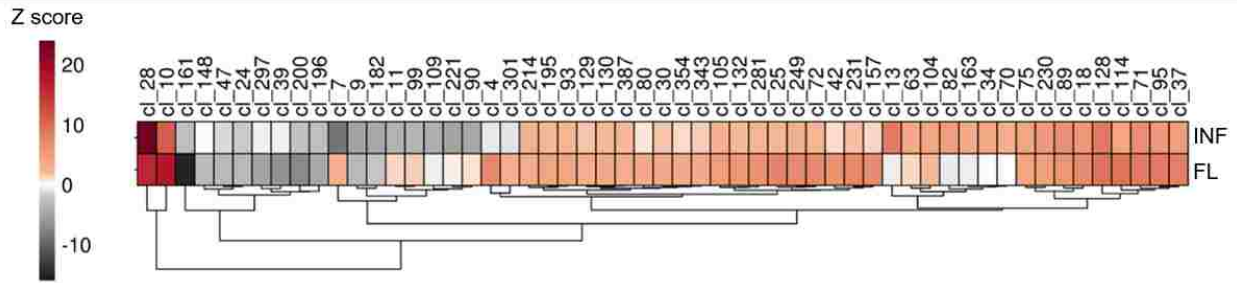 Z score
20
10
0
-10
cl_28 cl_10 cl_161 cl_148 cl_47 cl_24 cl_297 cl_39 cl_200 cl_196 cl_7 cl_9 cl_182 cl_11 cl_99 cl_109 cl_221 cl_90 cl_4 cl_301 cl_214 cl_195 cl_93 cl_129 cl_130 cl_387 cl_80 cl_30 cl_354 cl_343 cl_105 cl_132 cl_281 cl_25 cl_249 cl_72 cl_42 cl_231 cl_157 cl_13 cl_63 cl_104 cl_82 cl_163 cl_34 cl_70 cl_75 cl_230 cl_89 cl_18 cl_128 cl_114 cl_71 cl_95 cl_37
INF
FL